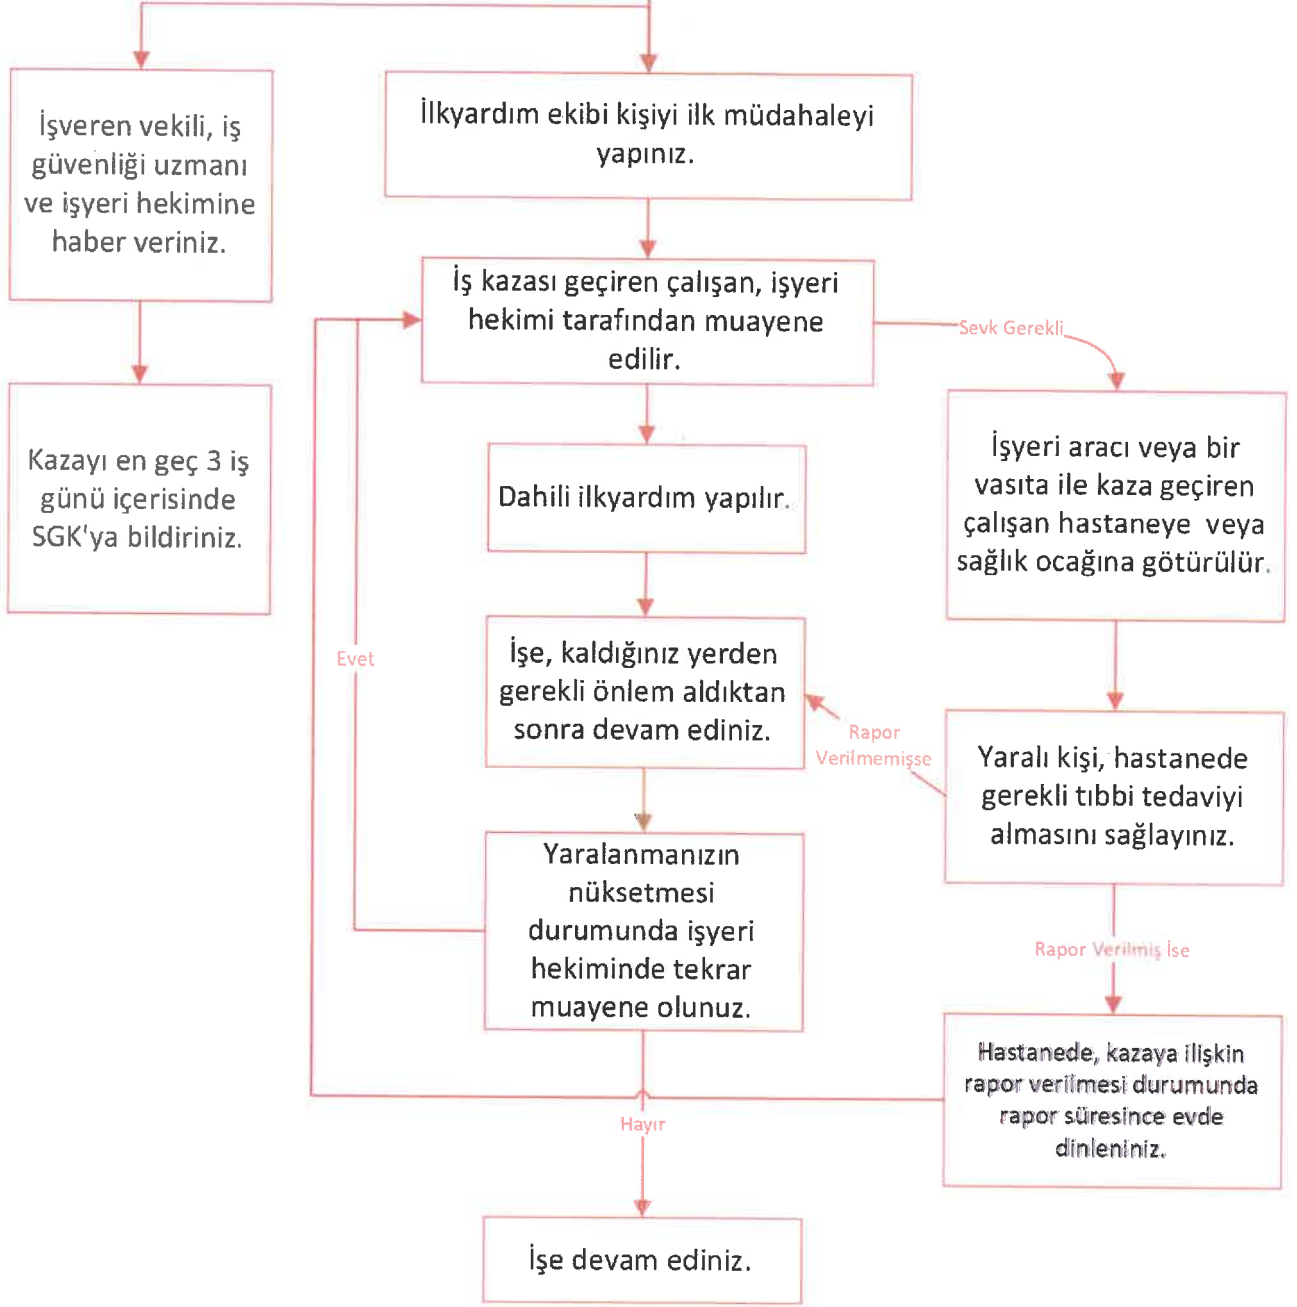 İşveren vekili, iş
güvenliği uzmanı
ve işyeri hekimine
haber veriniz.
İlkyardım ekibi kişiyi ilk müdahaleyi
yapınız.
İş kazası geçiren çalışan, işyeri
hekimi tarafından muayene
edilir.
Sevk Gerekli
Kazayı en geç 3 iş
günü içerisinde
SGK'ya bildiriniz.
Dahili ilkyardım yapılır.
İşyeri aracı veya bir
vasıta ile kaza geçiren
çalışan hastaneye veya
sağlık ocağına götürülür.
Evet
İşe, kaldığınız yerden
gerekli önlem aldıktan
sonra devam ediniz.
Rapor
Verilmemişse
Yaralı kişi, hastanede
gerekli tıbbi tedaviyi
almasını sağlayınız.
Yaralanmanızın
nüksetmesi
durumunda işyeri
hekiminde tekrar
muayene olunuz.
Rapor Verilmiş İse
Hastanede, kazaya ilişkin
rapor verilmesi durumunda
rapor süresince evde
dinleniniz.
Hayır
İşe devam ediniz.